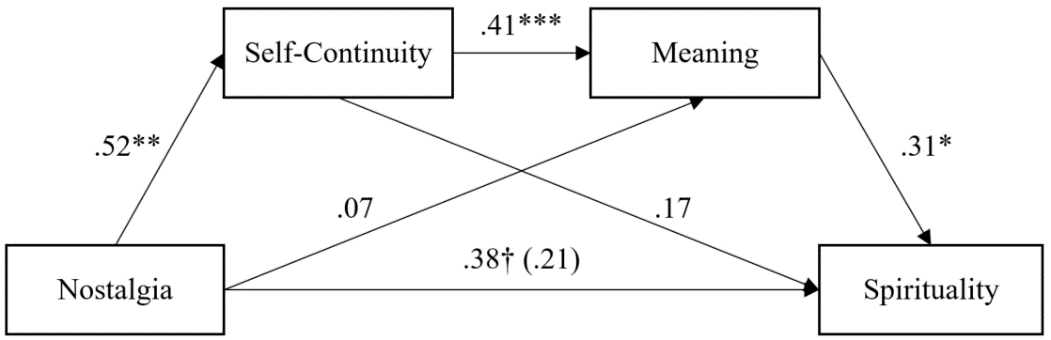 .41***
Self-Continuity
Meaning
.52**
.31*
.07
.17
.38† (.21)
Nostalgia
Spirituality